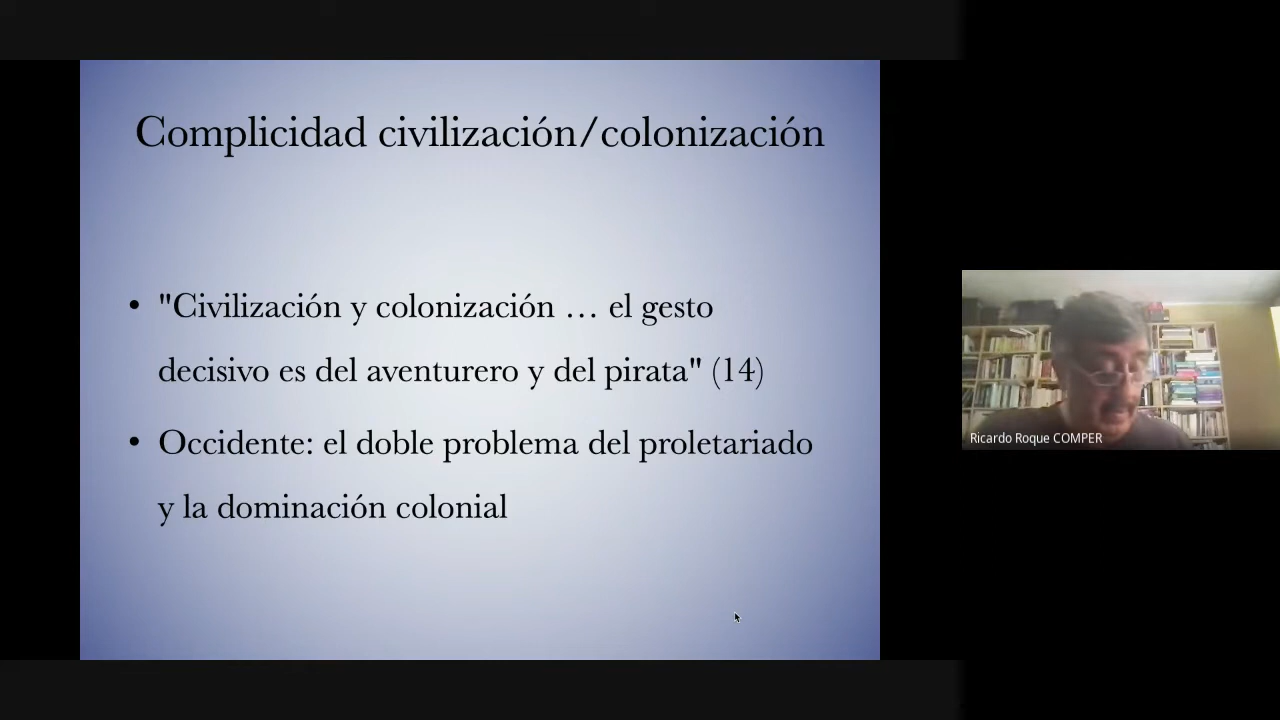 Complicidad civilización/colonización
• "Civilización y colonización … el gesto
decisivo es del aventurero y del pirata" (14)
• Occidente: el doble problema del proletariado
y la dominación colonial
Ricardo Roque COMPER